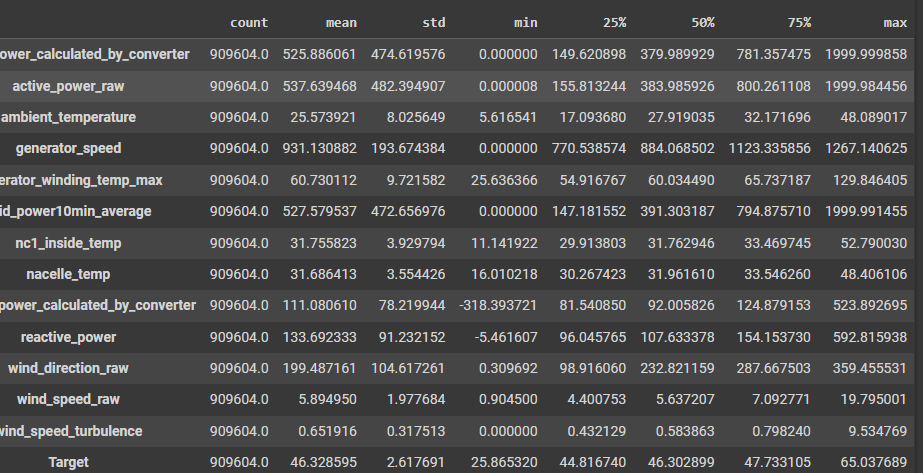 count mean std min 25% 50% 75% max
ower_calculated_by_converter 909604.0 525.886061 474.619576 0.000000 149.620898 379.989929 781.357475 1999.999858
active_power_raw 909604.0 537.639468 482.394907 0.000008 155.813244 383.985926 800.261108 1999.984456
ambient_temperature 909604.0 25.573921 8.025649 5.616541 17.093680 27.919035 32.171696 48.089017
generator_speed 909604.0 931.130882 193.674384 0.000000 770.538574 884.068502 1123.335856 1267.140625
erator_winding_temp_max 909604.0 60.730112 9.721582 25.636366 54.916767 60.034490 65.737187 129.846405
id_power10min_average 909604.0 527.579537 472.656976 0.000000 147.181552 391.303187 794.875710 1999.991455
nc1_inside_temp 909604.0 31.755823 3.929794 11.141922 29.913803 31.762946 33.469745 52.790030
nacelle_temp 909604.0 31.686413 3.554426 16.010218 30.267423 31.961610 33.546260 48.406106
power_calculated_by_converter 909604.0 111.080610 78.219944 -318.393721 81.540850 92.005826 124.879153 523.892695
reactive_power 909604.0 133.692333 91.232152 -5.461607 96.045765 107.633378 154.153730 592.815938
wind_direction_raw 909604.0 199.487161 104.617261 0.309692 98.916060 232.821159 287.667503 359.455531
wind_speed_raw 909604.0 5.894950 1.977684 0.904500 4.400753 5.637207 7.092771 19.795001
wind_speed_turbulence 909604.0 0.651916 0.317513 0.000000 0.432129 0.583863 0.798240 9.534769
Target 909604.0 46.328595 2.617691 25.865320 44.816740 46.302899 47.733105 65.037689